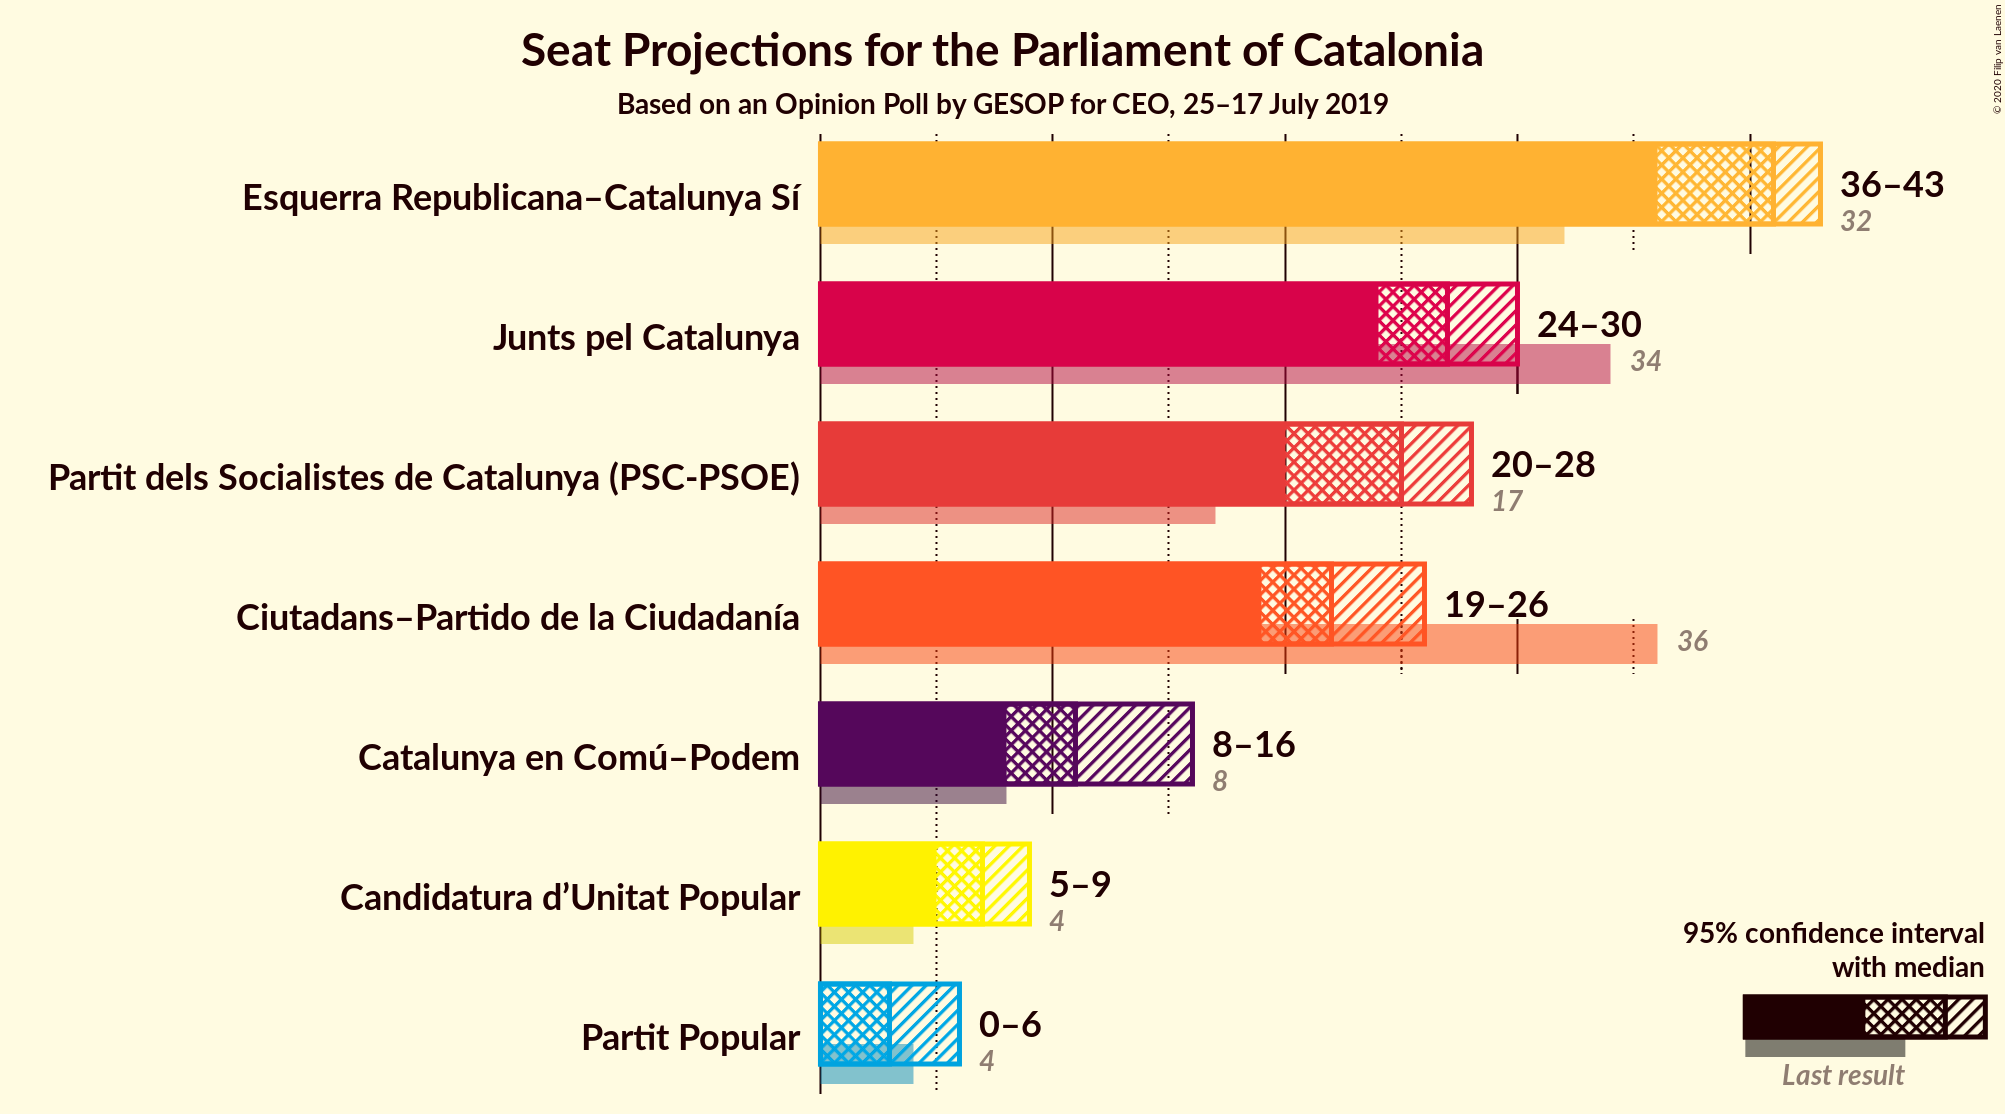 Seat Projections for the Parliament of Catalonia
Based on an Opinion Poll by GESOP for CEO, 25–17 July 2019
© 2020 Filip van Laenen
Esquerra Republicana–Catalunya Sí
36–43
32
Junts pel Catalunya
24–30
34
Partit dels Socialistes de Catalunya (PSC-PSOE)
20–28
17
Ciutadans–Partido de la Ciudadanía
19–26
36
Catalunya en Comú–Podem
8–16
8
Candidatura d’Unitat Popular
5–9
4
Partit Popular
0–6
4
95% confidence interval
with median
Last result